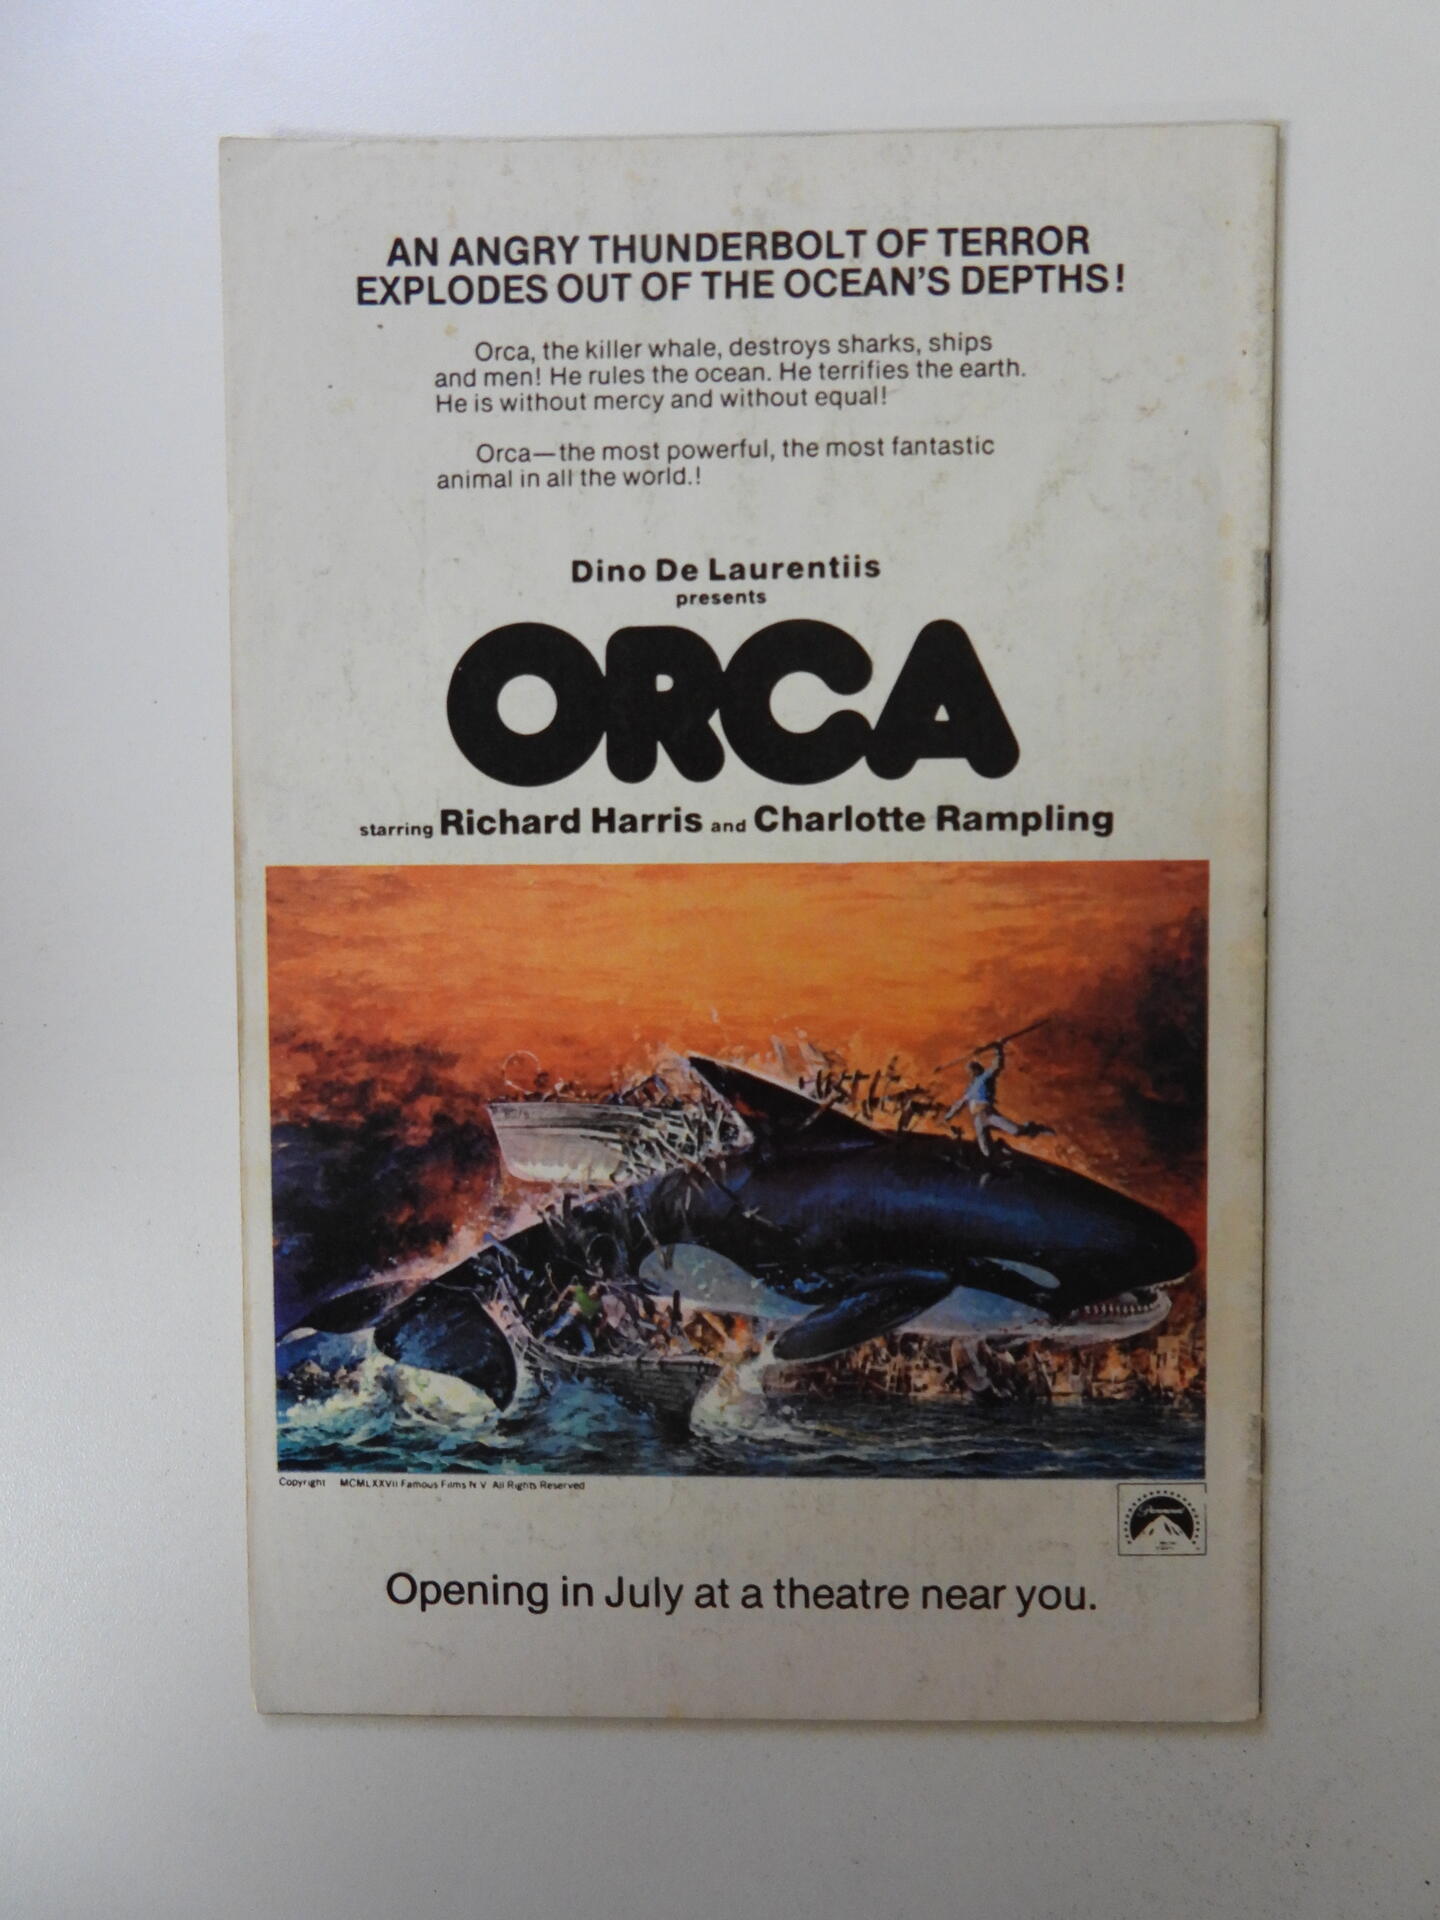 AN ANGRY THUNDERBOLT OF TERROR
EXPLODES OUT OF THE OCEAN'S DEPTHS!
Orca, the killer whale, destroys sharks, ships
and men! He rules the ocean. He terrifies the earth.
He is without mercy and without equal!
Orca—the most powerful, the most fantastic
animal in all the world.!
Dino De Laurentiis
presents
ORCA
starring Richard Harris and Charlotte Rampling
Copyright MCMLXXVII Famous Films N V All Rights Reserved
Paramount
Opening in July at a theatre near you.